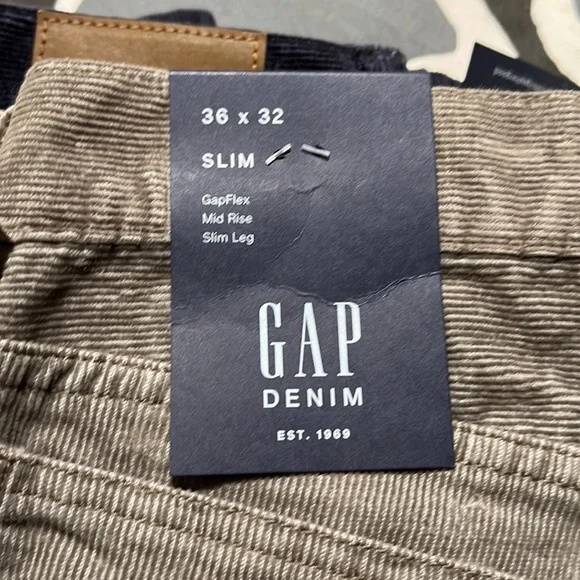 36 x 32
SLIM
GapFlex
Mid Rise
Slim Leg
GAP
DENIM
EST. 1969